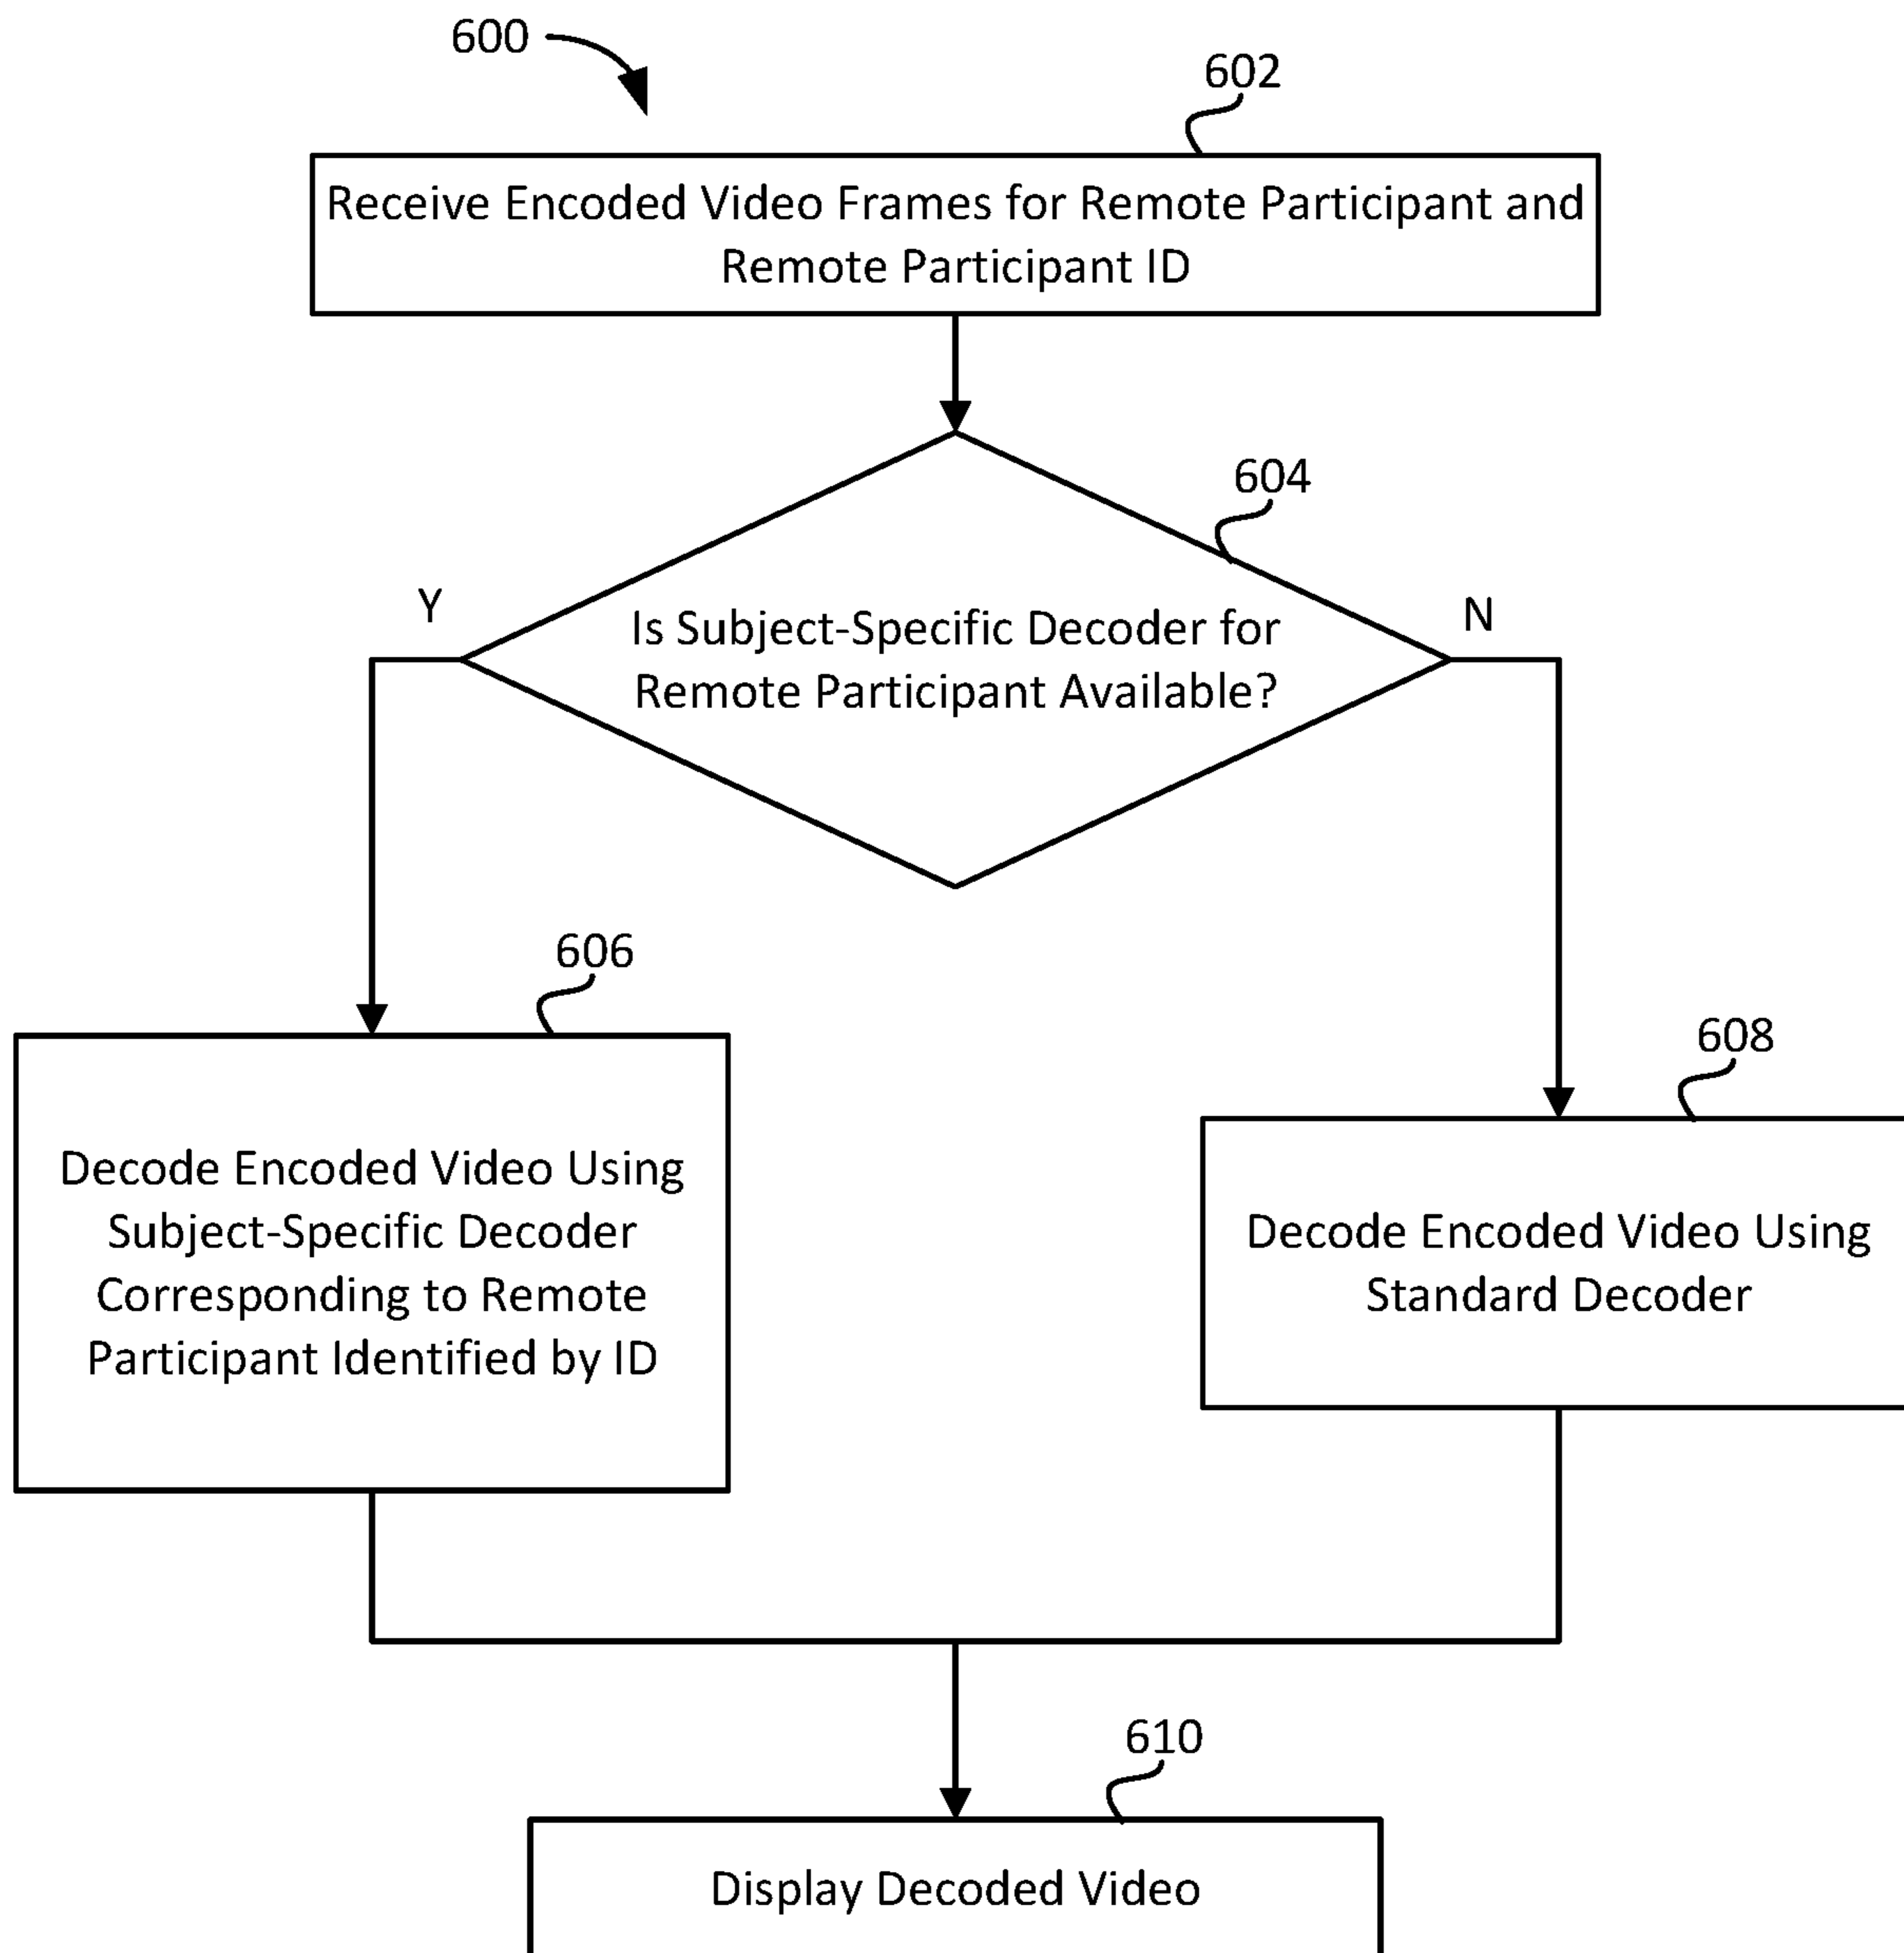 600
602
Receive Encoded Video Frames for Remote Participant and
Remote Participant ID
604
Y
N
Is Subject-Specific Decoder for
Remote Participant Available?
606
608
Decode Encoded Video Using
Subject-Specific Decoder
Corresponding to Remote
Participant Identified by ID
Decode Encoded Video Using
Standard Decoder
610
Display Decoded Video